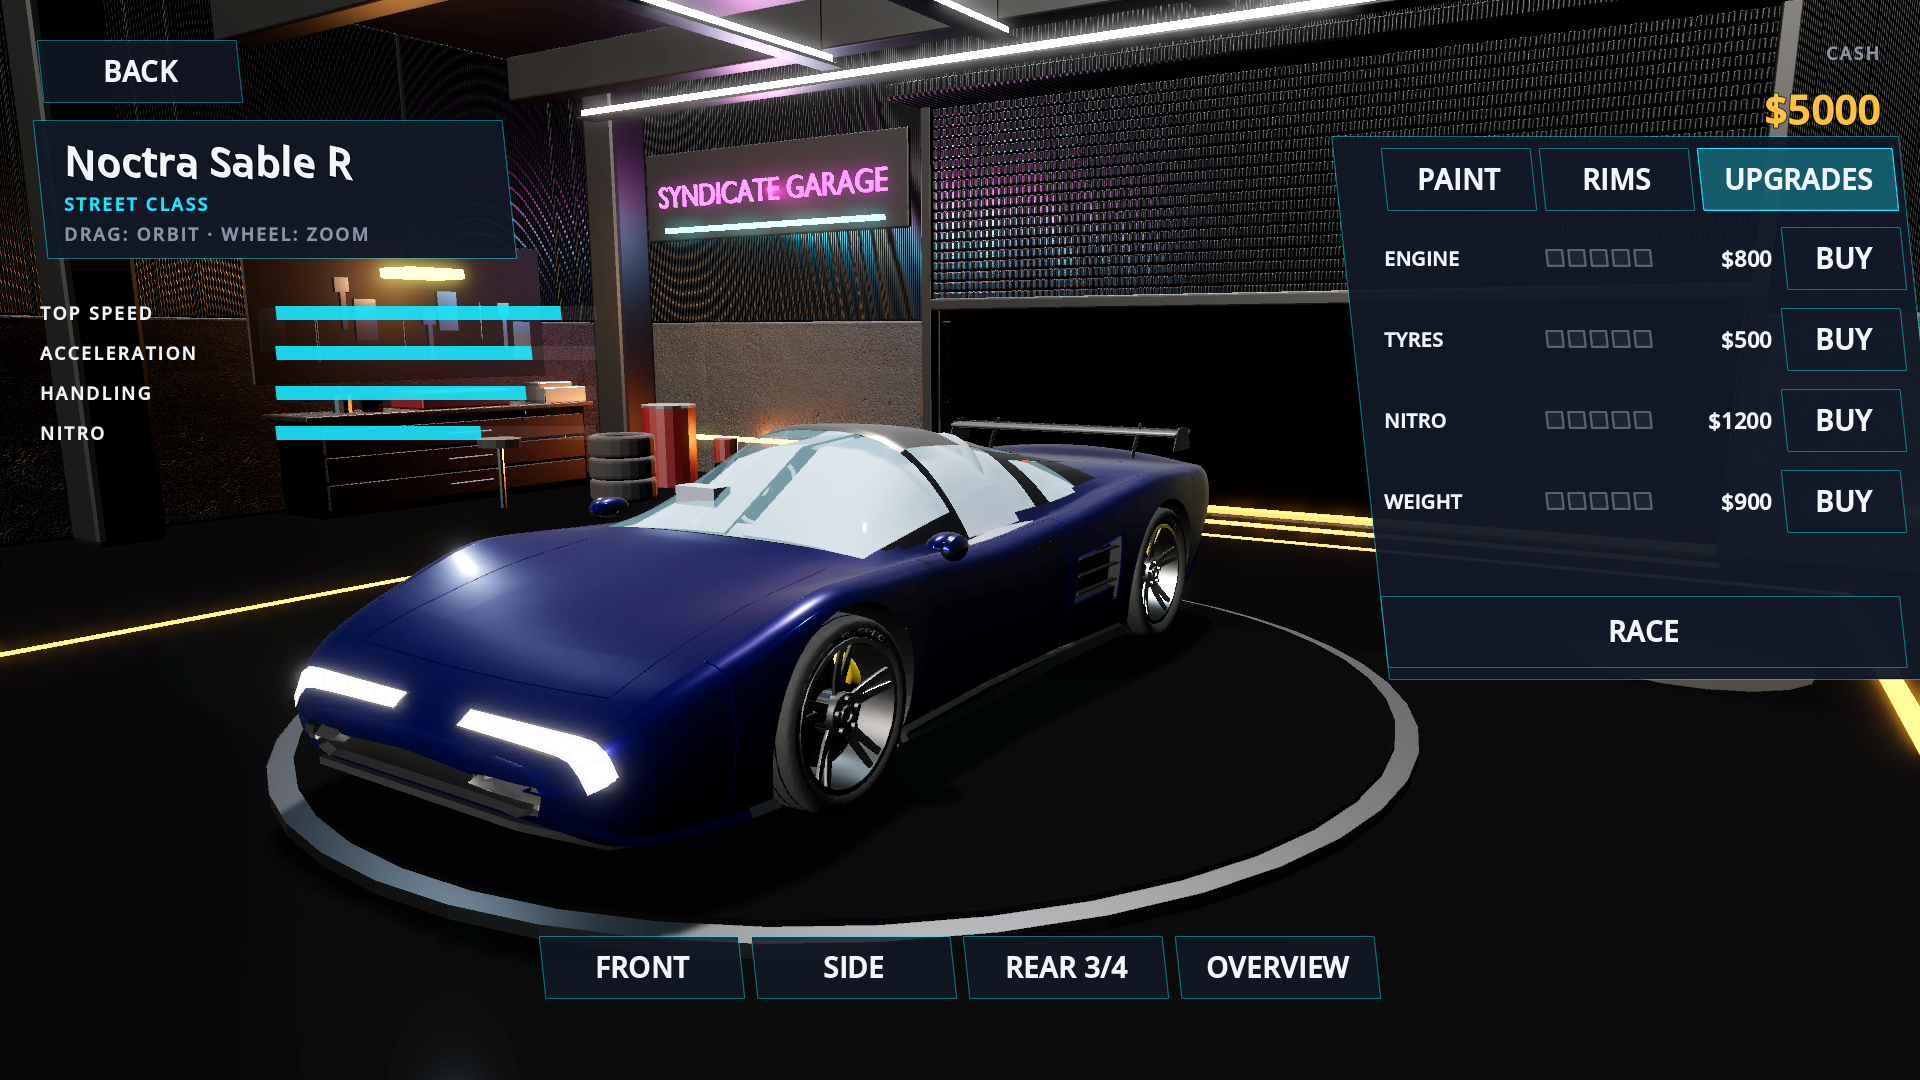 BACK
CASH
$5000
Noctra Sable R
STREET CLASS
DRAG: ORBIT · WHEEL: ZOOM
SYNDICATE GARAGE
PAINT
RIMS
UPGRADES
TOP SPEED
ACCELERATION
HANDLING
NITRO
ENGINE $800 BUY
TYRES $500 BUY
NITRO $1200 BUY
WEIGHT $900 BUY
RACE
FRONT
SIDE
REAR 3/4
OVERVIEW